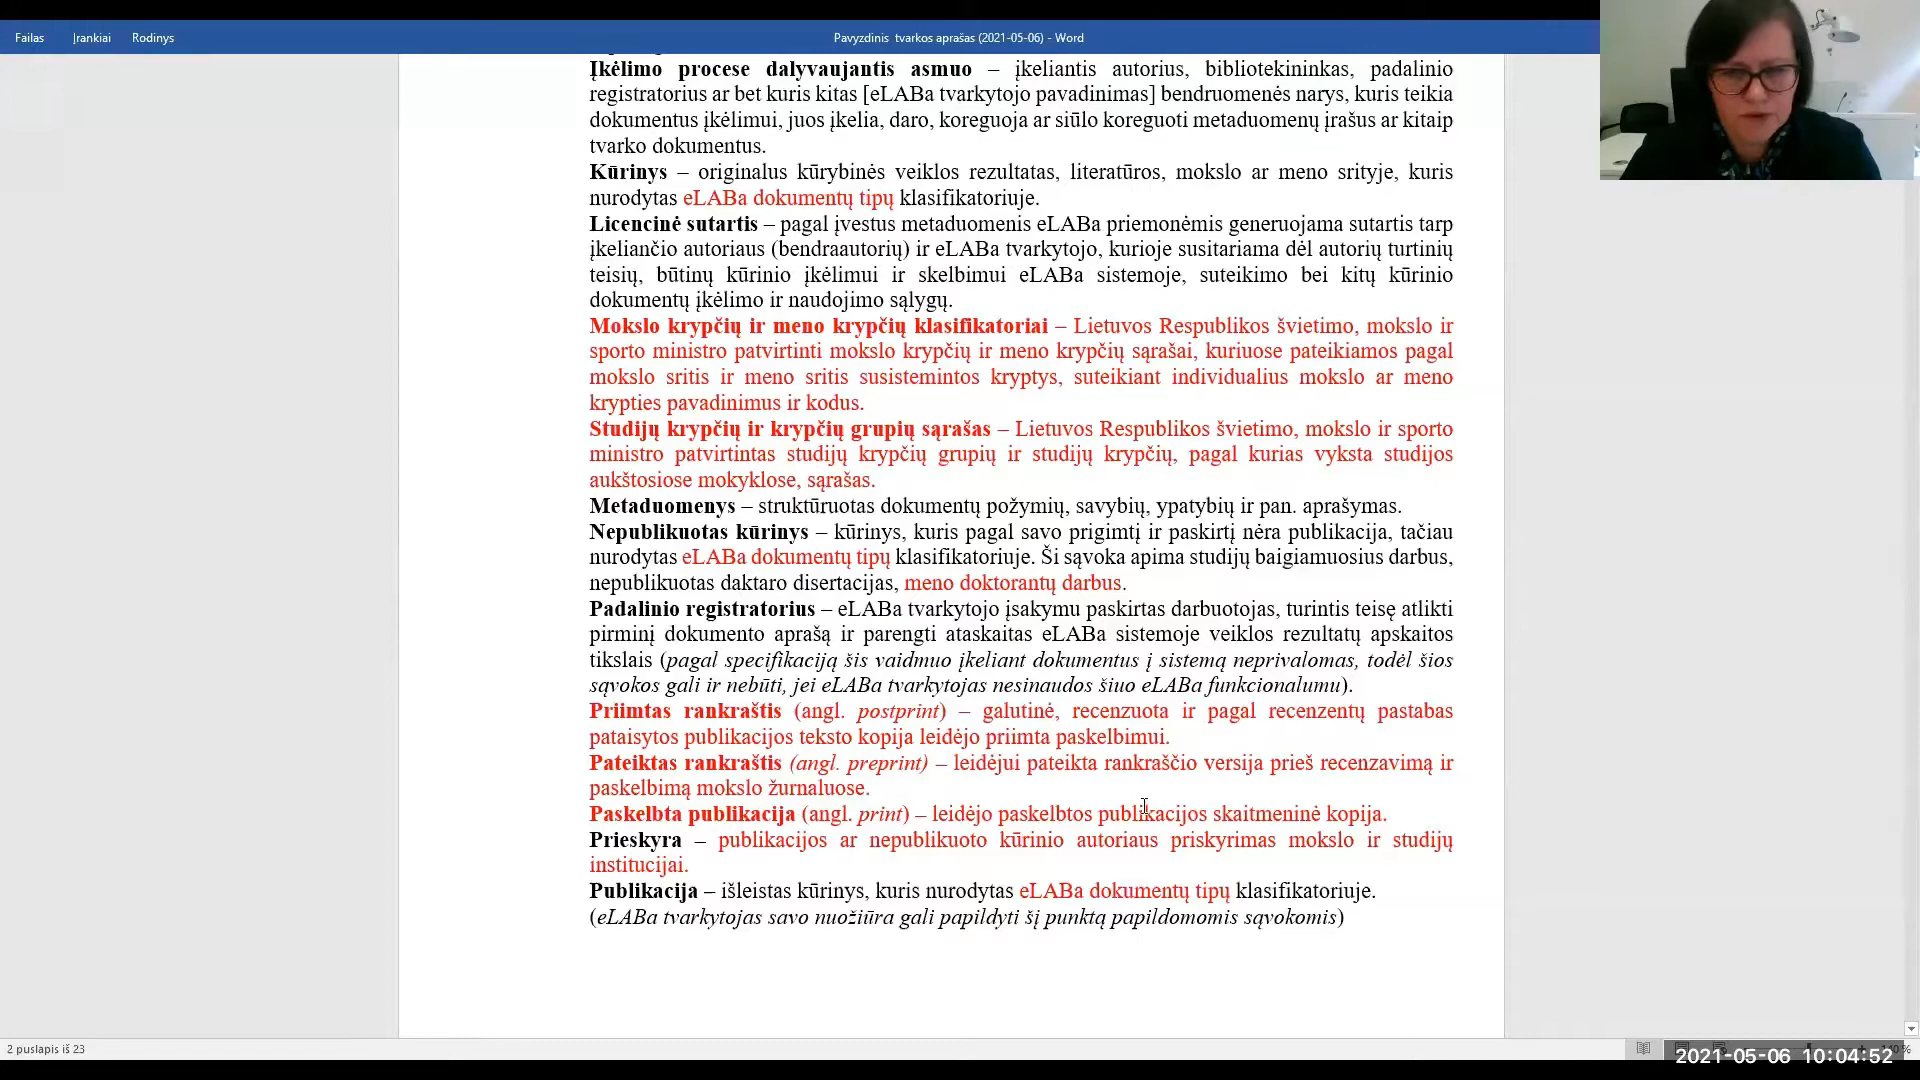 Failas Įrankiai Rodinys Pavyzdinis tvarkos aprašas (2021-05-06) - Word
Įkėlimo procese dalyvaujantis asmuo – įkeliantis autorius, bibliotekininkas, padalinio
registratorius ar bet kuris kitas [eLABa tvarkytojo pavadinimas] bendruomenės narys, kuris teikia
dokumentus įkėlimui, juos įkelia, daro, koreguoja ar siūlo koreguoti metaduomenų įrašus ar kitaip
tvarko dokumentus.
Kūrinys – originalus kūrybinės veiklos rezultatas, literatūros, mokslo ar meno srityje, kuris
nurodytas eLABa dokumentų tipų klasifikatoriuje.
Licencinė sutartis – pagal įvestus metaduomenis eLABa priemonėmis generuojama sutartis tarp
įkeliančio autoriaus (bendraautorių) ir eLABa tvarkytojo, kurioje susitariama dėl autorių turtinių
teisių, būtinų kūrinio įkėlimui ir skelbimui eLABa sistemoje, suteikimo bei kitų kūrinio
dokumentų įkėlimo ir naudojimo sąlygų.
Mokslo krypčių ir meno krypčių klasifikatoriai – Lietuvos Respublikos švietimo, mokslo ir
sporto ministro patvirtinti mokslo krypčių ir meno krypčių sąrašai, kuriuose pateikiamos pagal
mokslo sritis ir meno sritis susistemintos kryptys, suteikiant individualius mokslo ar meno
krypties pavadinimus ir kodus.
Studijų krypčių ir krypčių grupių sąrašas – Lietuvos Respublikos švietimo, mokslo ir sporto
ministro patvirtintas studijų krypčių grupių ir studijų krypčių, pagal kurias vyksta studijos
aukštosiose mokyklose, sąrašas.
Metaduomenys – struktūruotas dokumentų požymių, savybių, ypatybių ir pan. aprašymas.
Nepublikuotas kūrinys – kūrinys, kuris pagal savo prigimtį ir paskirtį nėra publikacija, tačiau
nurodytas eLABa dokumentų tipų klasifikatoriuje. Ši sąvoka apima studijų baigiamuosius darbus,
nepublikuotas daktaro disertacijas, meno doktorantų darbus.
Padalinio registratorius – eLABa tvarkytojo įsakymu paskirtas darbuotojas, turintis teisę atlikti
pirminį dokumento aprašą ir parengti ataskaitas eLABa sistemoje veiklos rezultatų apskaitos
tikslais (pagal specifikaciją šis vaidmuo įkeliant dokumentus į sistemą neprivalomas, todėl šios
sąvokos gali ir nebūti, jei eLABa tvarkytojas nesinaudos šiuo eLABa funkcionalumu).
Priimtas rankraštis (angl. postprint) – galutinė, recenzuota ir pagal recenzentų pastabas
pataisytos publikacijos teksto kopija leidėjo priimta paskelbimui.
Pateiktas rankraštis (angl. preprint) – leidėjui pateikta rankraščio versija prieš recenzavimą ir
paskelbimą mokslo žurnaluose.
Paskelbta publikacija (angl. print) – leidėjo paskelbtos publikacijos skaitmeninė kopija.
Prieskyra – publikacijos ar nepublikuoto kūrinio autoriaus priskyrimas mokslo ir studijų
institucijai.
Publikacija – išleistas kūrinys, kuris nurodytas eLABa dokumentų tipų klasifikatoriuje.
(eLABa tvarkytojas savo nuožiūra gali papildyti šį punktą papildomomis sąvokomis)
2 puslapis iš 23
2021-05-06 10:04:52